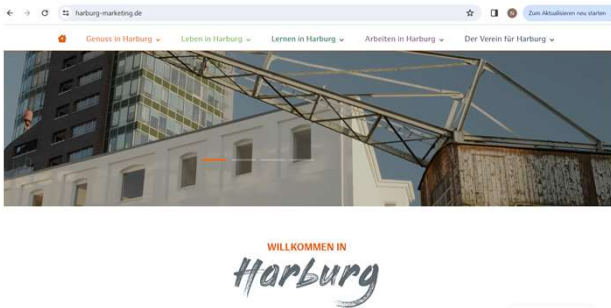 harburg-marketing.de
Zum Aktualisieren neu starten
Genuss in Harburg Leben in Harburg Lernen in Harburg Arbeiten in Harburg Der Verein für Harburg
WILLKOMMEN IN
Harburg